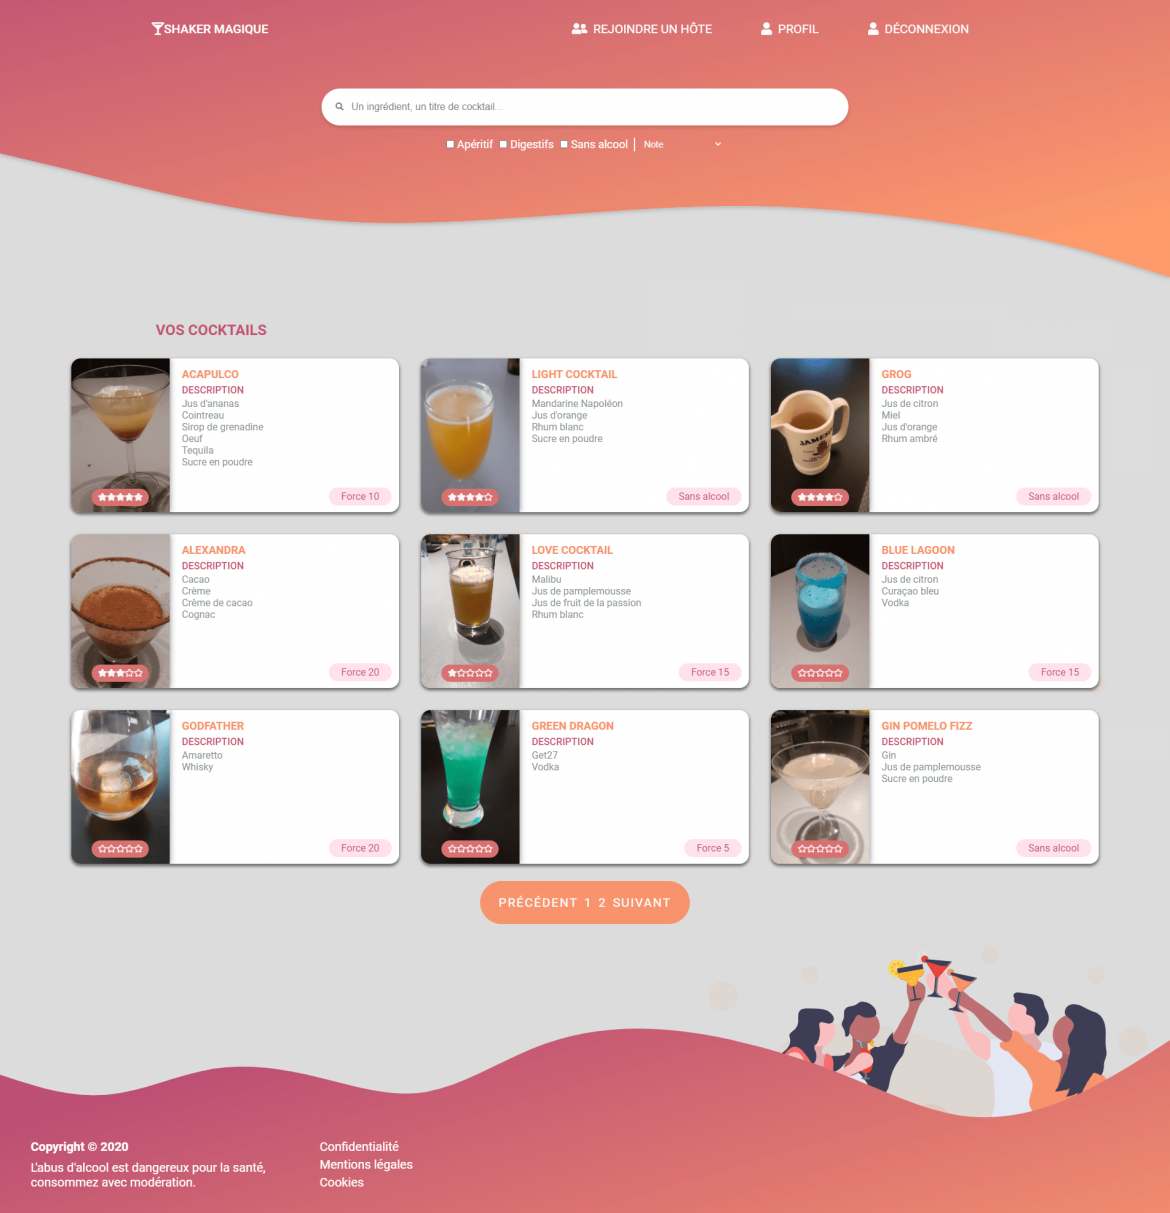 SHAKER MAGIQUE
REJOINDRE UN HÔTE
PROFIL
DÉCONNEXION
Un ingrédient, un titre de cocktail...
Apéritif Digestifs Sans alcool | Note
VOS COCKTAILS
ACAPULCO
DESCRIPTION
Jus d'ananas
Cointreau
Sirop de grenadine
Oeuf
Tequila
Sucre en poudre
Force 10
LIGHT COCKTAIL
DESCRIPTION
Mandarine Napoléon
Jus d'orange
Rhum blanc
Sucre en poudre
Sans alcool
GROG
DESCRIPTION
Jus de citron
Miel
Jus d'orange
Rhum ambré
Sans alcool
ALEXANDRA
DESCRIPTION
Cacao
Crème
Crème de cacao
Cognac
Force 20
LOVE COCKTAIL
DESCRIPTION
Malibu
Jus de pamplemousse
Jus de fruit de la passion
Rhum blanc
Force 15
BLUE LAGOON
DESCRIPTION
Jus de citron
Curaçao bleu
Vodka
Force 15
GODFATHER
DESCRIPTION
Amaretto
Whisky
Force 20
GREEN DRAGON
DESCRIPTION
Get27
Vodka
Force 5
GIN POMELO FIZZ
DESCRIPTION
Gin
Jus de pamplemousse
Sucre en poudre
Sans alcool
PRÉCÉDENT 1 2 SUIVANT
Copyright © 2020
L'abus d'alcool est dangereux pour la santé,
consommez avec modération.
Confidentialité
Mentions légales
Cookies